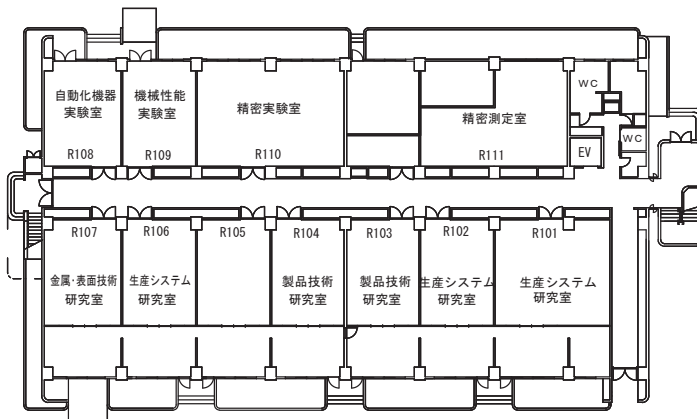 自動化機器
実験室
R108
機械性能
実験室
R109
精密実験室
R110
精密測定室
R111
WC
WC
EV
R107
金属・表面技術
研究室
R106
生産システム
研究室
R105
R104
製品技術
研究室
R103
製品技術
研究室
R102
生産システム
研究室
R101
生産システム
研究室